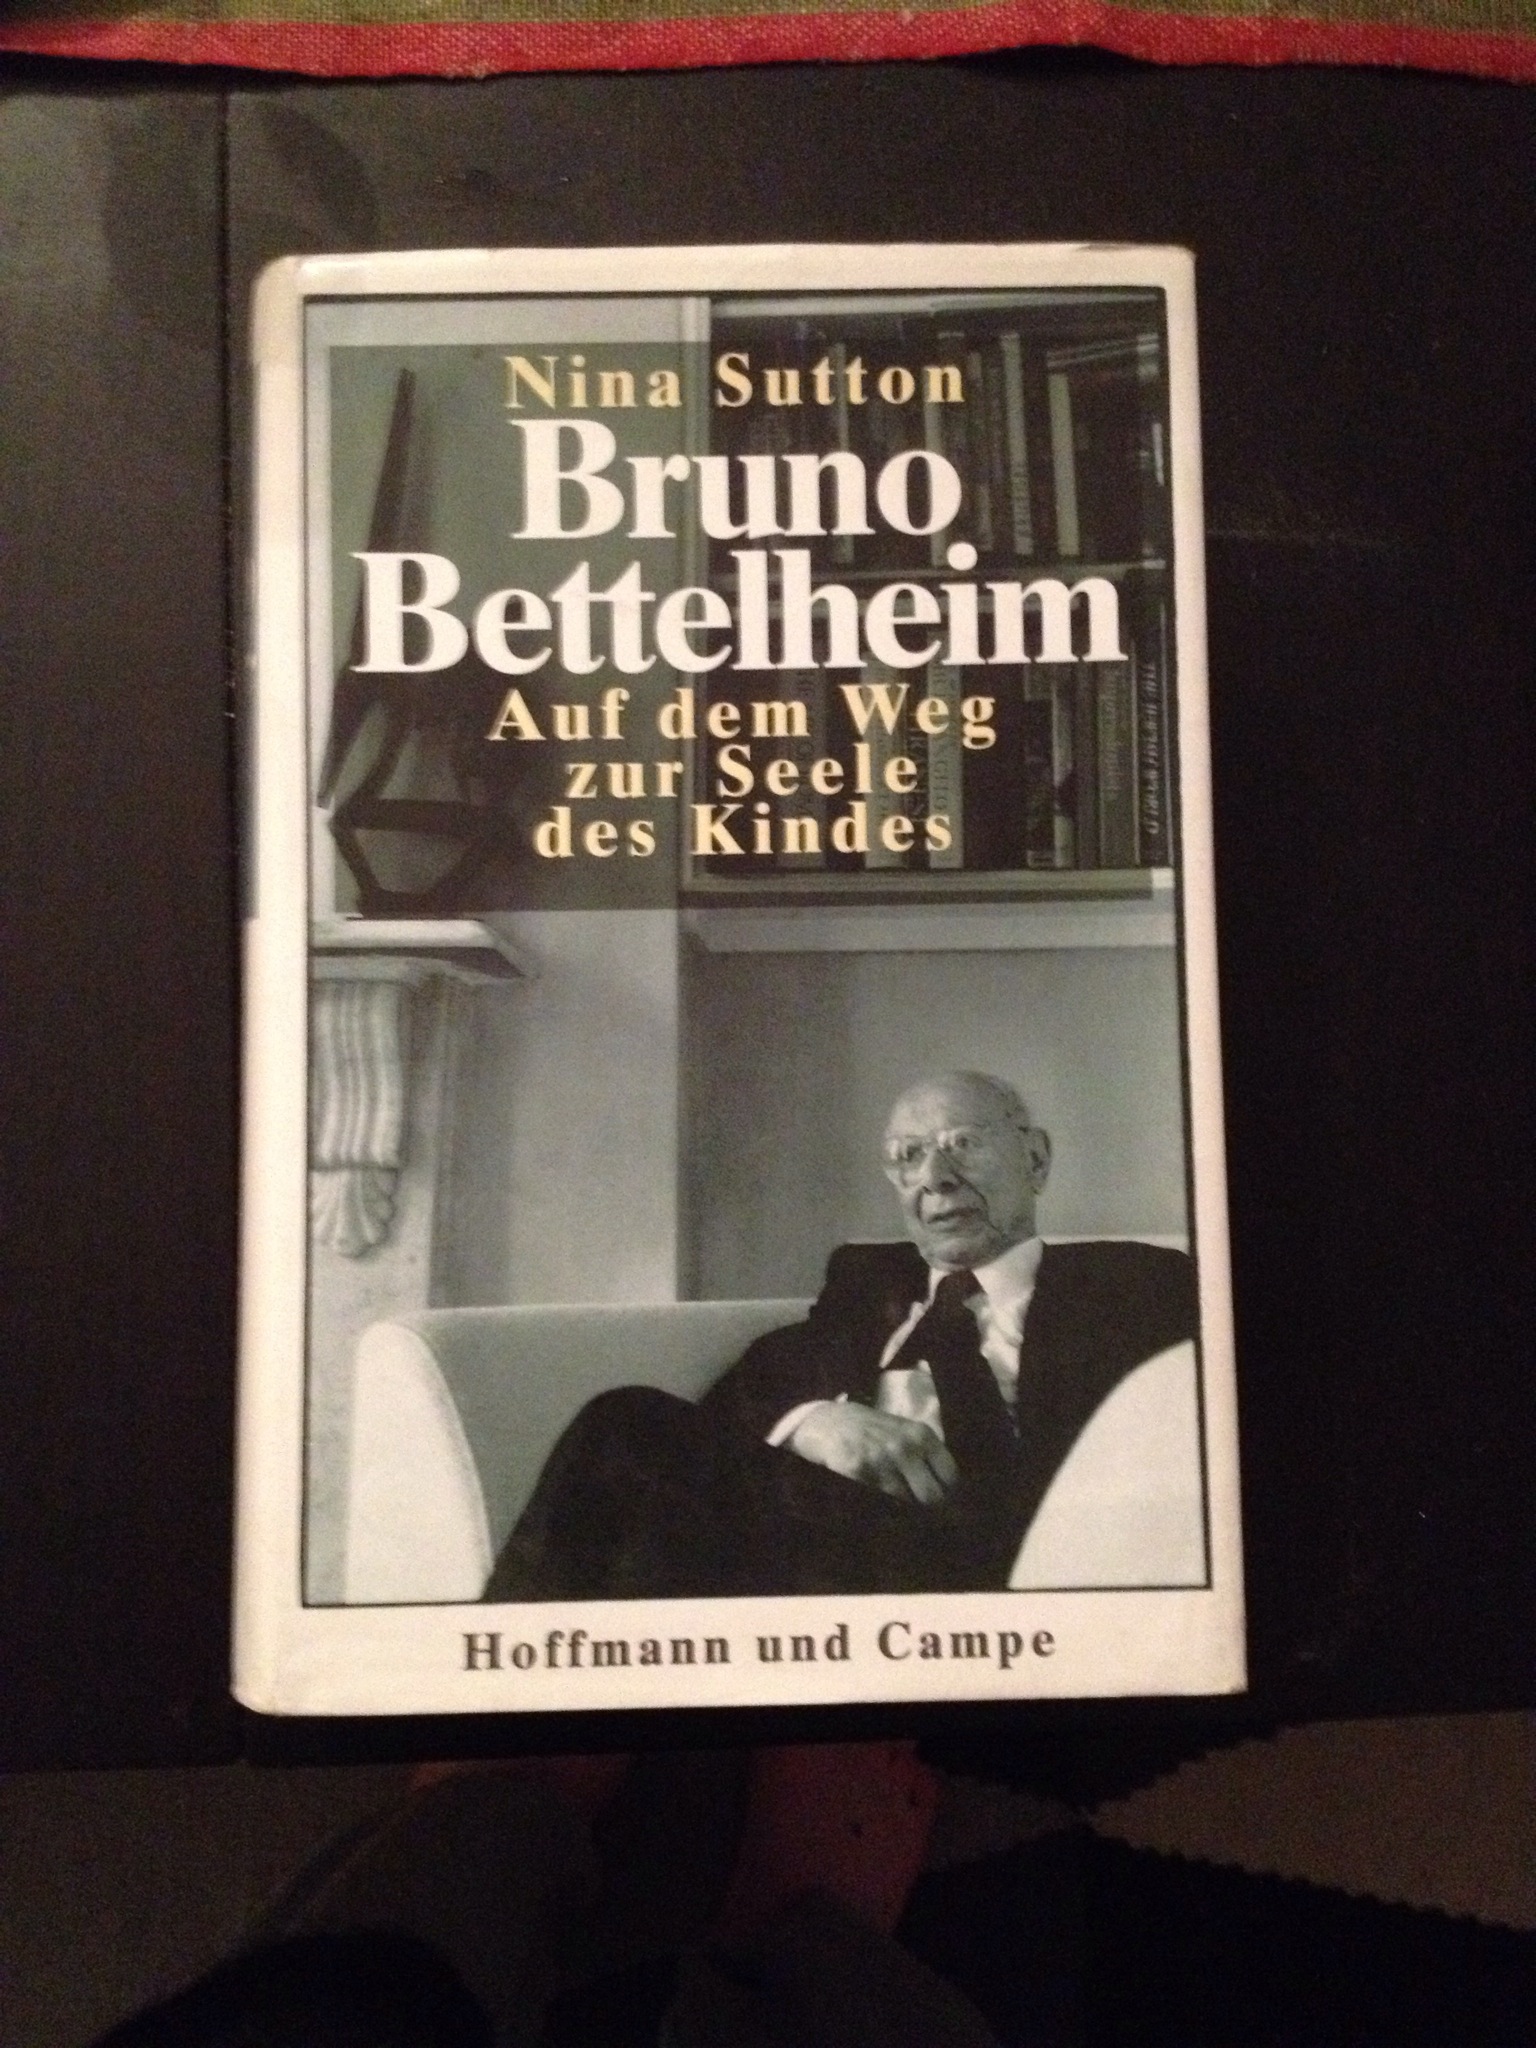 Nina Sutton
Bruno
Bettelheim
Auf dem Weg
zur Seele
des Kindes
Hoffmann und Campe